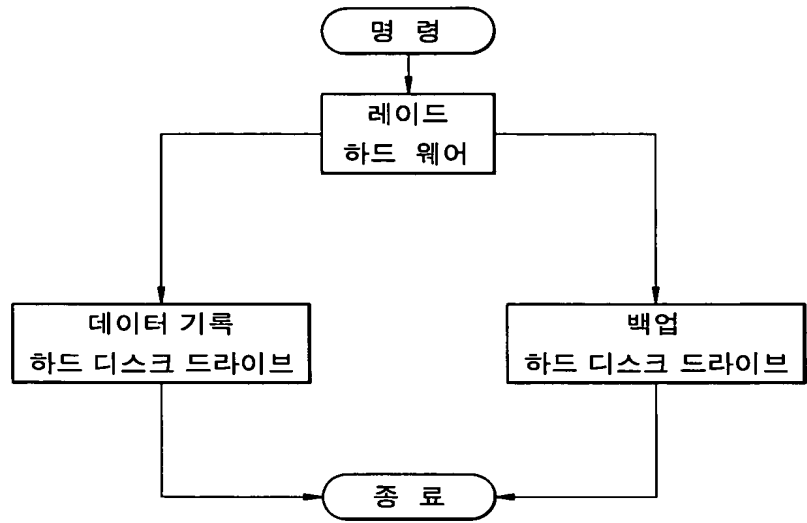 명 령
레이드
하드 웨어
데이터 기록
하드 디스크 드라이브
백업
하드 디스크 드라이브
종 료